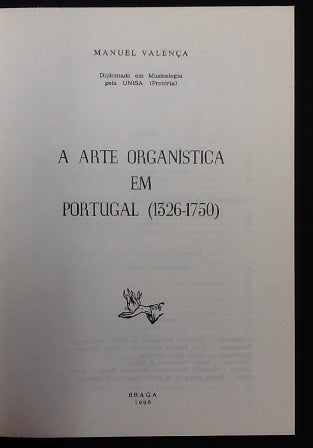 MANUEL VALENÇA
Diplomado em Musicologia
pela UNISA (Pretória)
A ARTE ORGANÍSTICA
EM
PORTUGAL (1326-1750)
BRAGA
1990